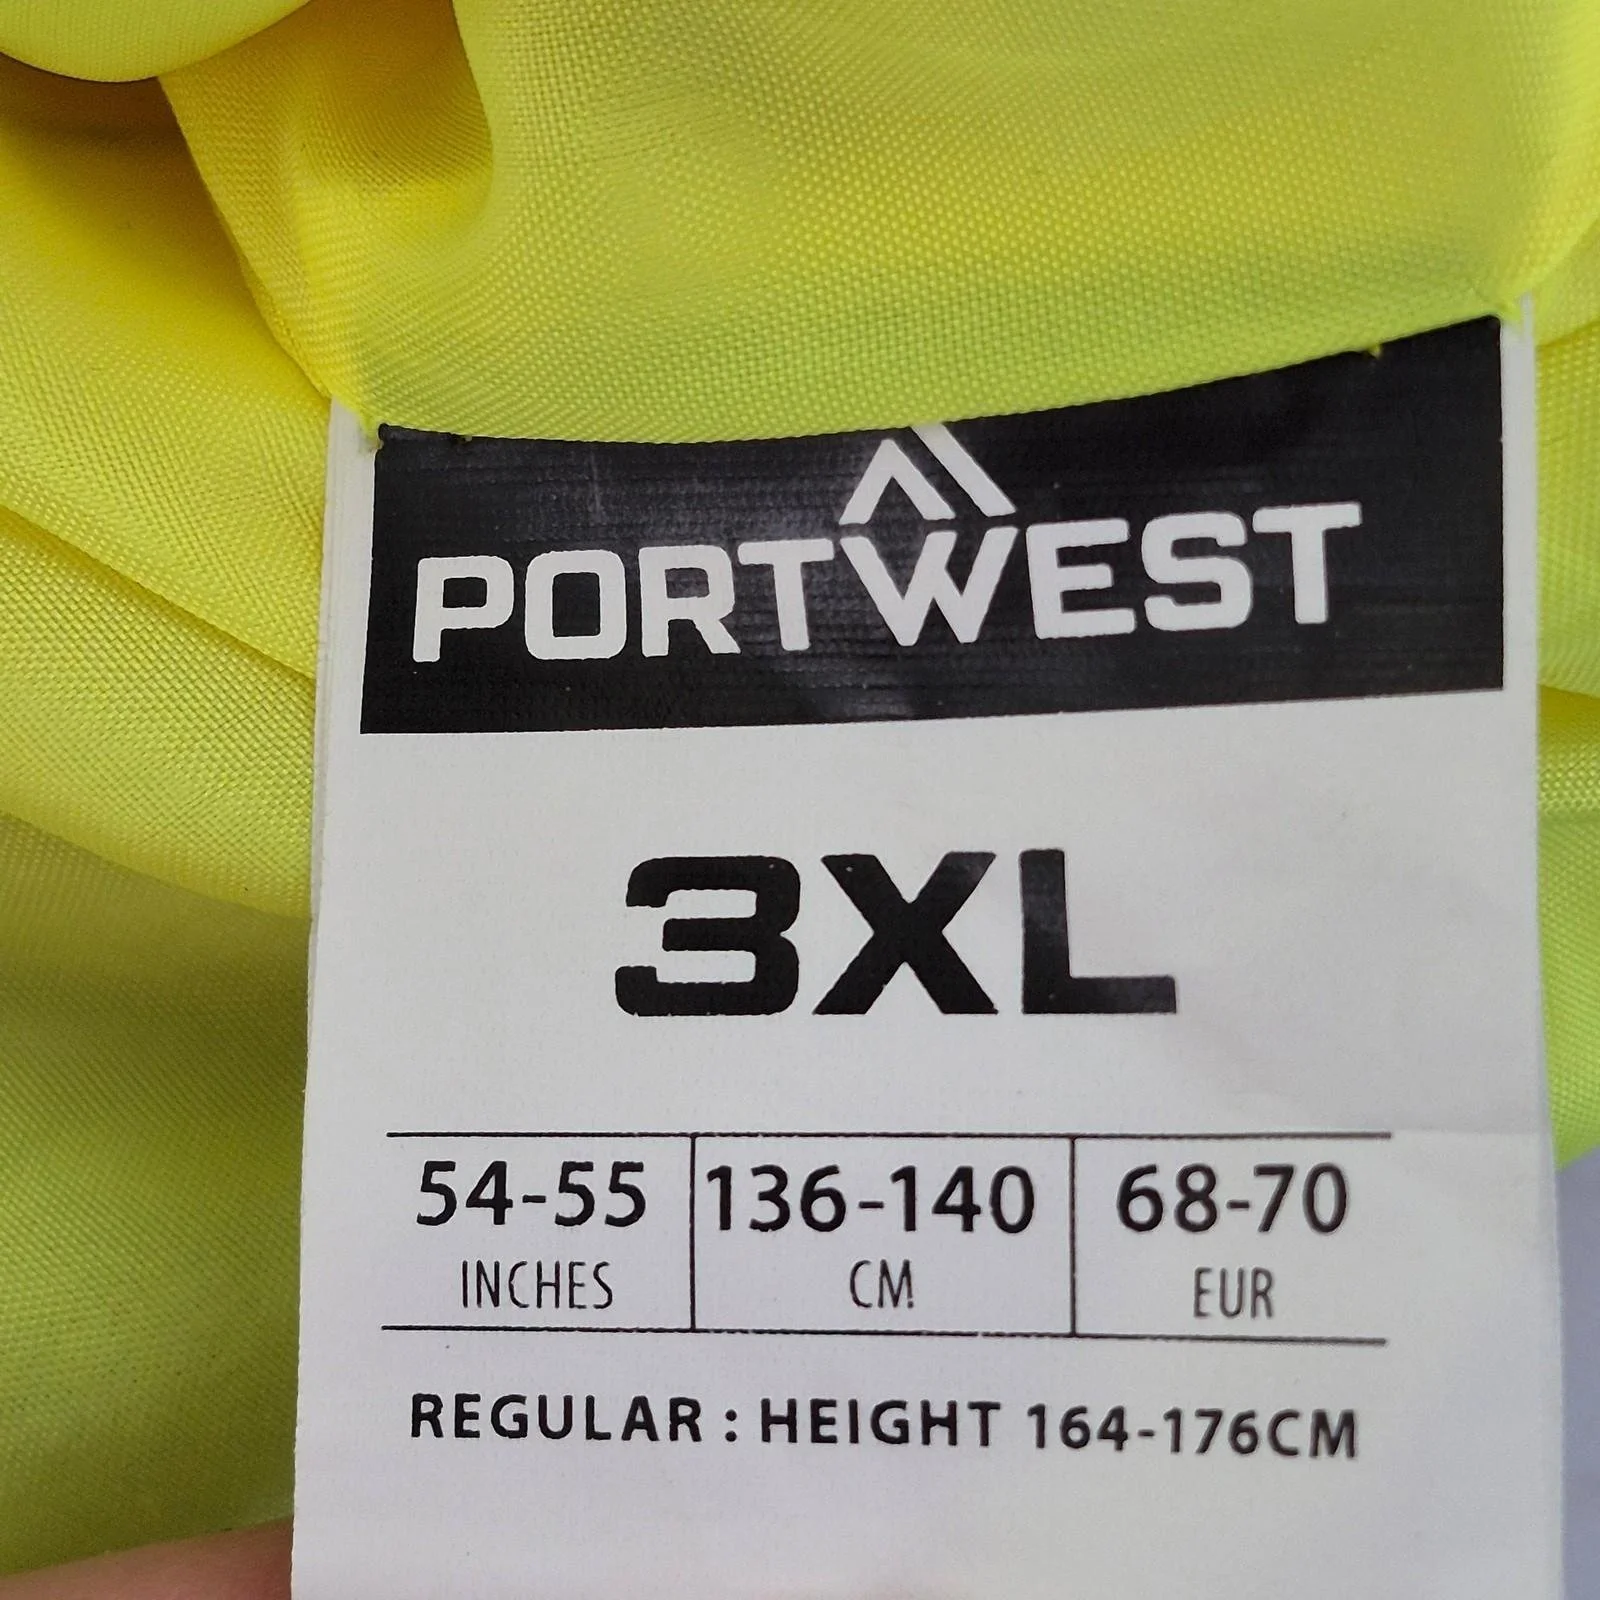 PORTWEST
3XL
54-55 136-140 68-70
INCHES CM EUR
REGULAR : HEIGHT 164-176CM